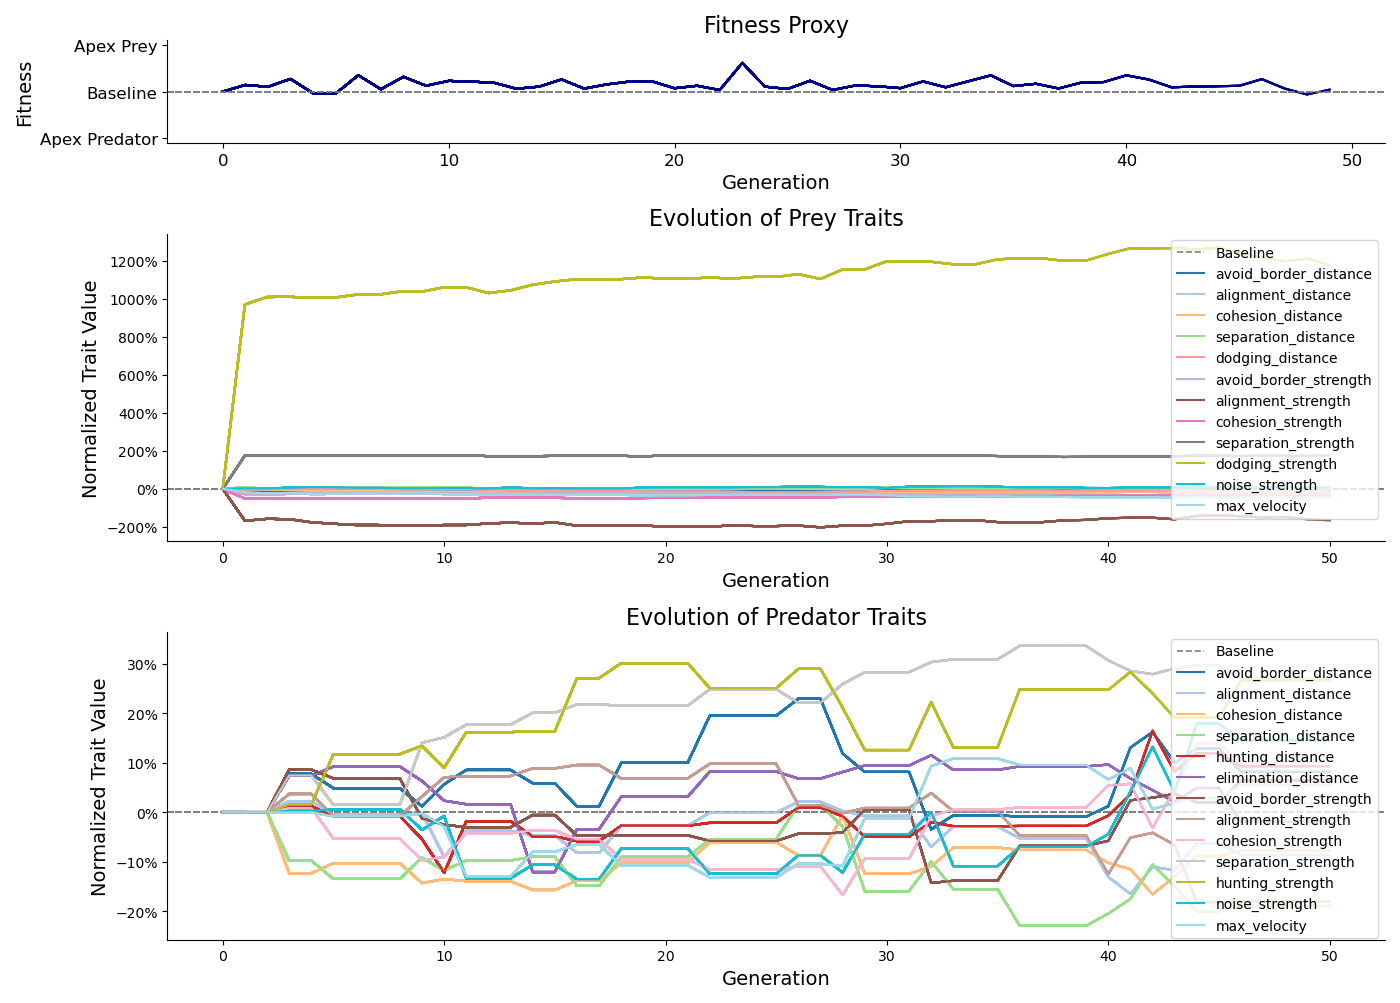 Fitness Proxy
Fitness
Apex Prey
Baseline
Apex Predator
0 10 20 30 40 50
Generation
Evolution of Prey Traits
Normalized Trait Value
1200%
1000%
800%
600%
400%
200%
0%
−200%
Baseline
avoid_border_distance
alignment_distance
cohesion_distance
separation_distance
dodging_distance
avoid_border_strength
alignment_strength
cohesion_strength
separation_strength
dodging_strength
noise_strength
max_velocity
0 10 20 30 40 50
Generation
Evolution of Predator Traits
Normalized Trait Value
30%
20%
10%
0%
−10%
−20%
Baseline
avoid_border_distance
alignment_distance
cohesion_distance
separation_distance
hunting_distance
elimination_distance
avoid_border_strength
alignment_strength
cohesion_strength
separation_strength
hunting_strength
noise_strength
max_velocity
0 10 20 30 40 50
Generation